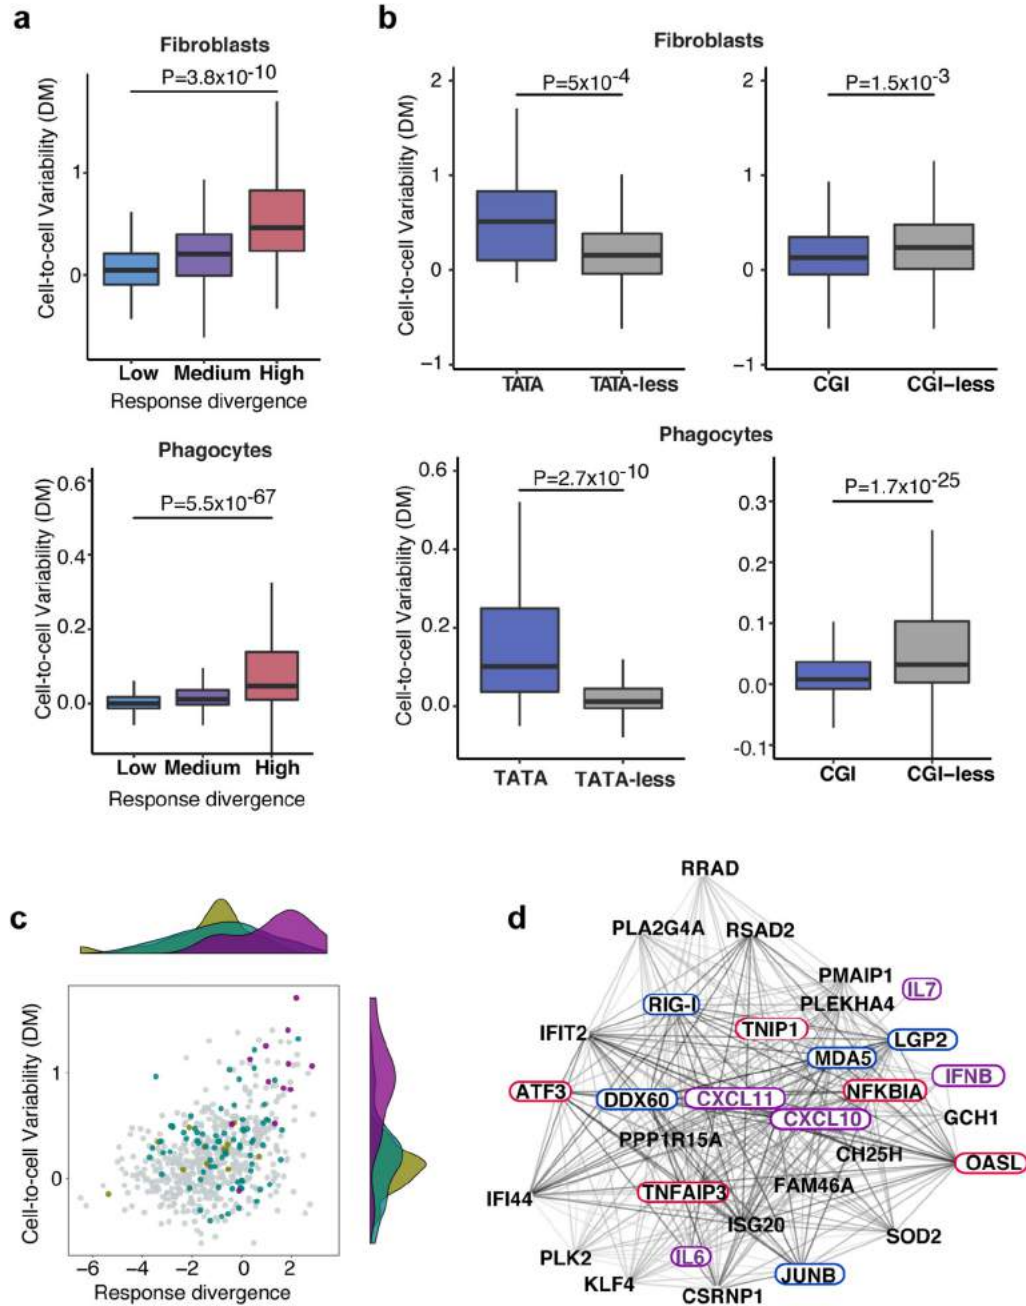 a
Fibroblasts
P=3.8x10-10
Cell-to-cell Variability (DM)
1
0
Low Medium High
Response divergence
Phagocytes
P=5.5x10-67
Cell-to-cell Variability (DM)
0.6
0.4
0.2
0.0
Low Medium High
Response divergence
b
Fibroblasts
P=5x10-4
Cell-to-cell Variability (DM)
2
1
0
−1
TATA TATA-less
P=1.5x10-3
2
1
0
−1
CGI CGI−less
Phagocytes
P=2.7x10-10
Cell-to-cell Variability (DM)
0.6
0.4
0.2
0.0
TATA TATA-less
P=1.7x10-25
0.3
0.1
0.0
-0.1
CGI CGI−less
c
Cell-to-cell Variability (DM)
1
0
−6 −4 −2 0 2
Response divergence
d
RRAD
PLA2G4A RSAD2
PMAIP1
IL7
RIG-I PLEKHA4
TNIP1
IFIT2 LGP2
MDA5
IFNB
ATF3 DDX60 CXCL11 NFKBIA
CXCL10 GCH1
PPP1R15A CH25H
OASL
TNFAIP3 FAM46A
IFI44
ISG20 SOD2
PLK2 IL6
KLF4 JUNB
CSRNP1